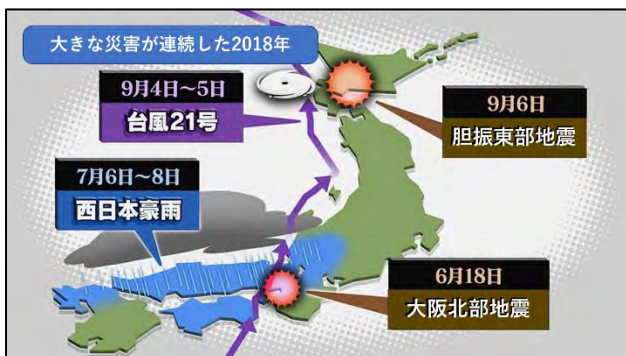 大きな災害が連続した2018年
9月4日～5日
台風21号
9月6日
胆振東部地震
7月6日～8日
西日本豪雨
6月18日
大阪北部地震